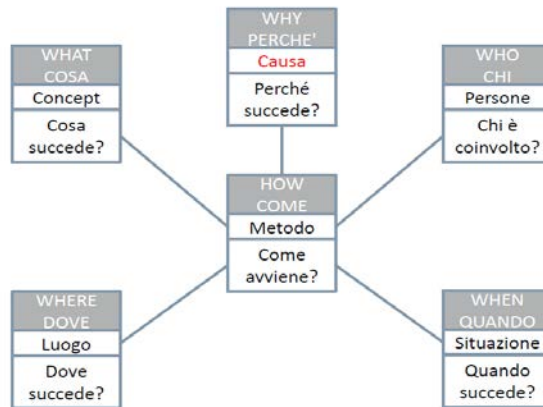 WHY
PERCHE'
Causa
Perché
succede?
WHAT
COSA
Concept
Cosa
succede?
WHO
CHI
Persone
Chi è
coinvolto?
HOW
COME
Metodo
Come
avviene?
WHERE
DOVE
Luogo
Dove
succede?
WHEN
QUANDO
Situazione
Quando
succede?